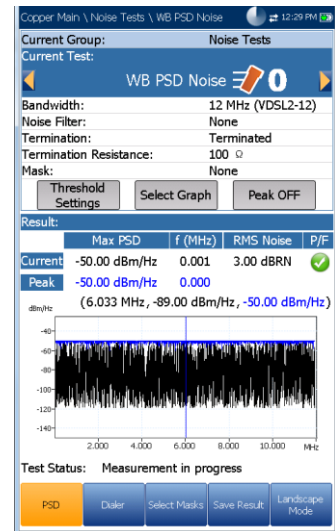 Copper Main \ Noise Tests \ WB PSD Noise 12:29 PM
Current Group: Noise Tests
Current Test:
WB PSD Noise 0
Bandwidth: 12 MHz (VDSL2-12)
Noise Filter: None
Termination: Terminated
Termination Resistance: 100 Ω
Mask: None
Threshold Settings Select Graph Peak OFF
Result:
Max PSD f (MHz) RMS Noise P/F
Current -50.00 dBm/Hz 0.001 3.00 dBRN
Peak -50.00 dBm/Hz 0.000
(6.033 MHz, -89.00 dBm/Hz, -50.00 dBm/Hz)
dBm/Hz
-40
-60
-80
-100
-120
-140
2.000 4.000 6.000 8.000 10.000 MHz
Test Status: Measurement in progress
PSD Dialer Select Masks Save Result Landscape Mode